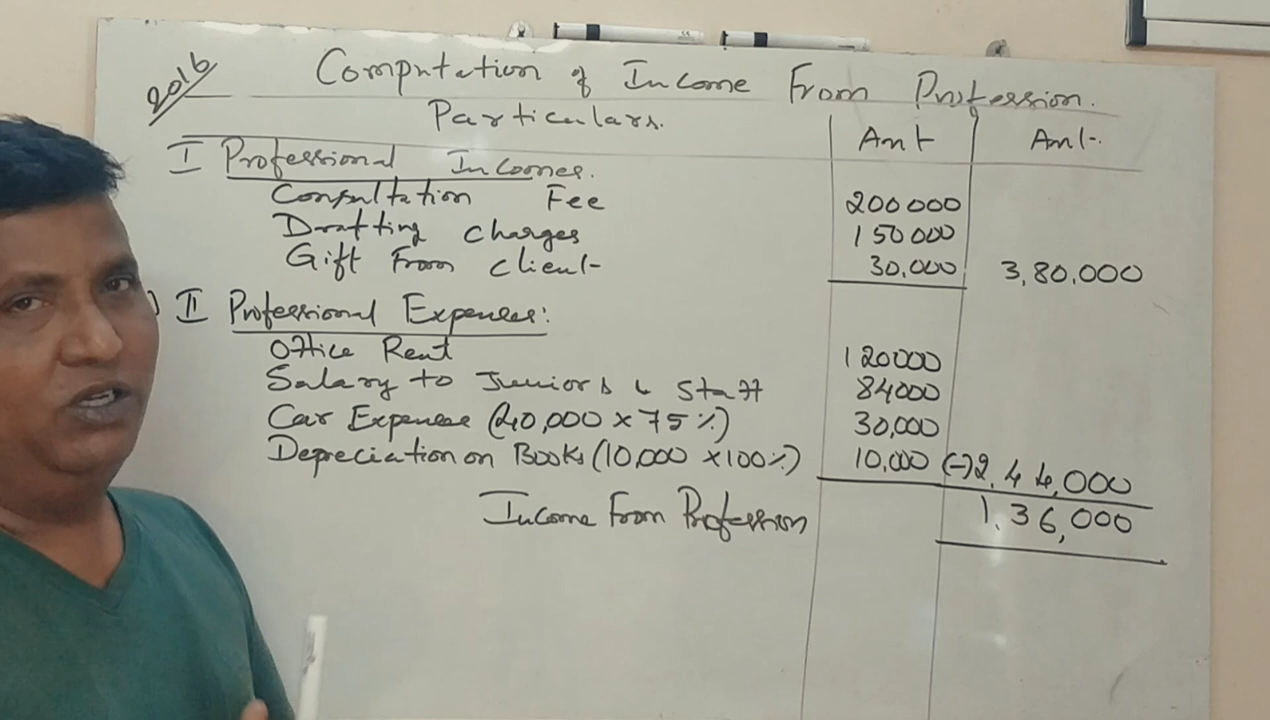 2016
Computation of Income From Profession.
Particulars. Amt Amt.
I Professional Incomes.
Consultation Fee 200000
Drafting Charges 150000
Gift From client 30,000 3,80,000
II Professional Expenses:
Office Rent 120000
Salary to Juniors & Staff 84000
Car Expense (40,000 x 75%) 30,000
Depreciation on Books (10,000 x100%) 10,000 (-)2,44,000
Income From Profession 1,36,000